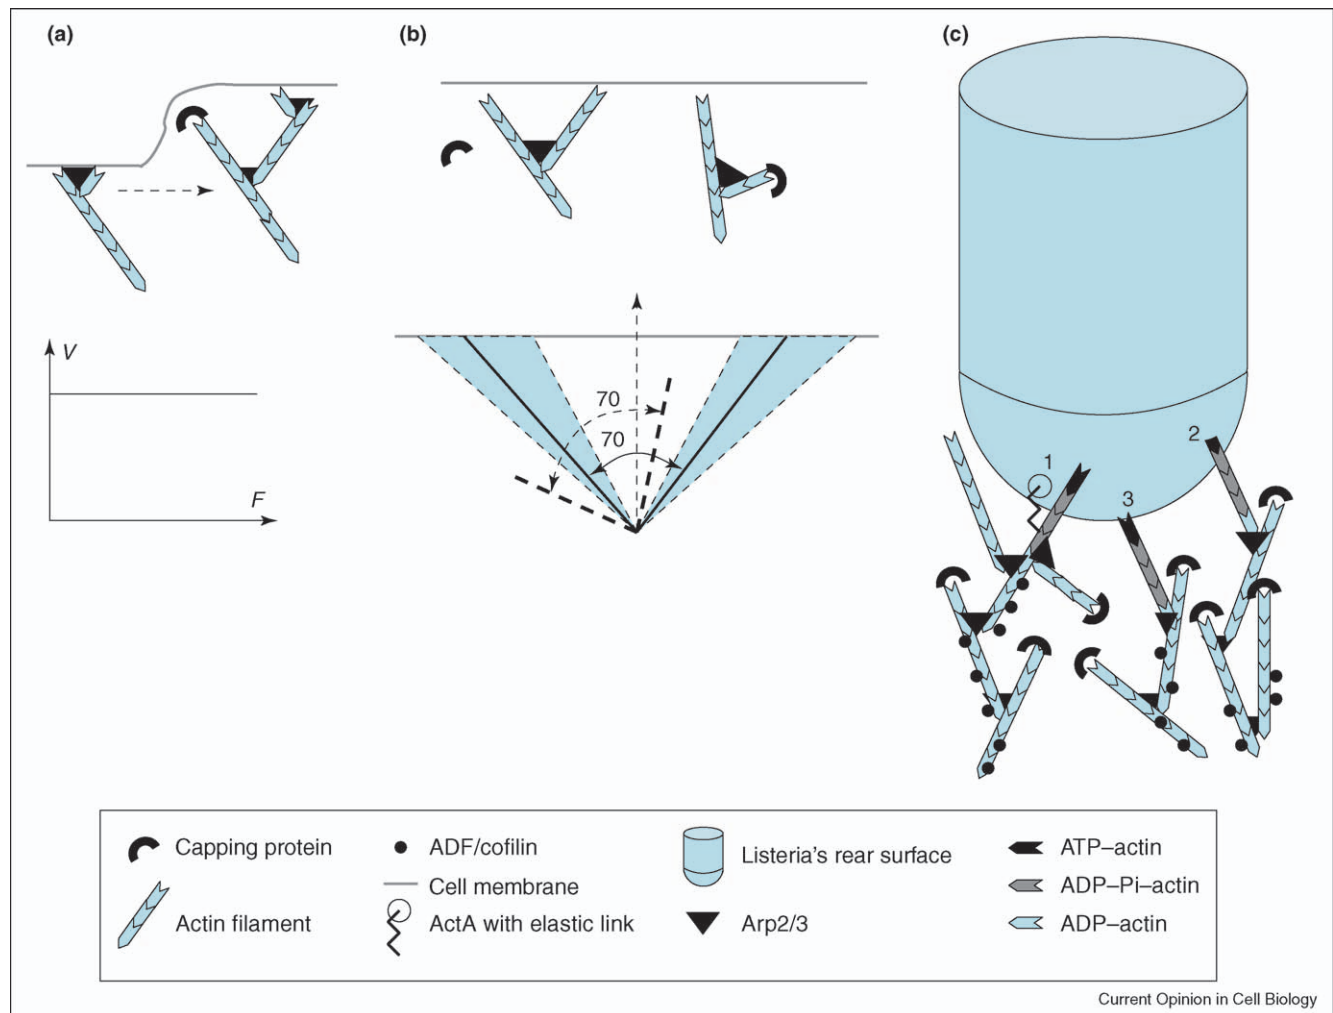 (a)
(b)
(c)
V
F
70
70
1
2
3
Capping protein
ADF/cofilin
Listeria's rear surface
ATP–actin
Cell membrane
ADP–Pi–actin
Actin filament
ActA with elastic link
Arp2/3
ADP–actin
Current Opinion in Cell Biology